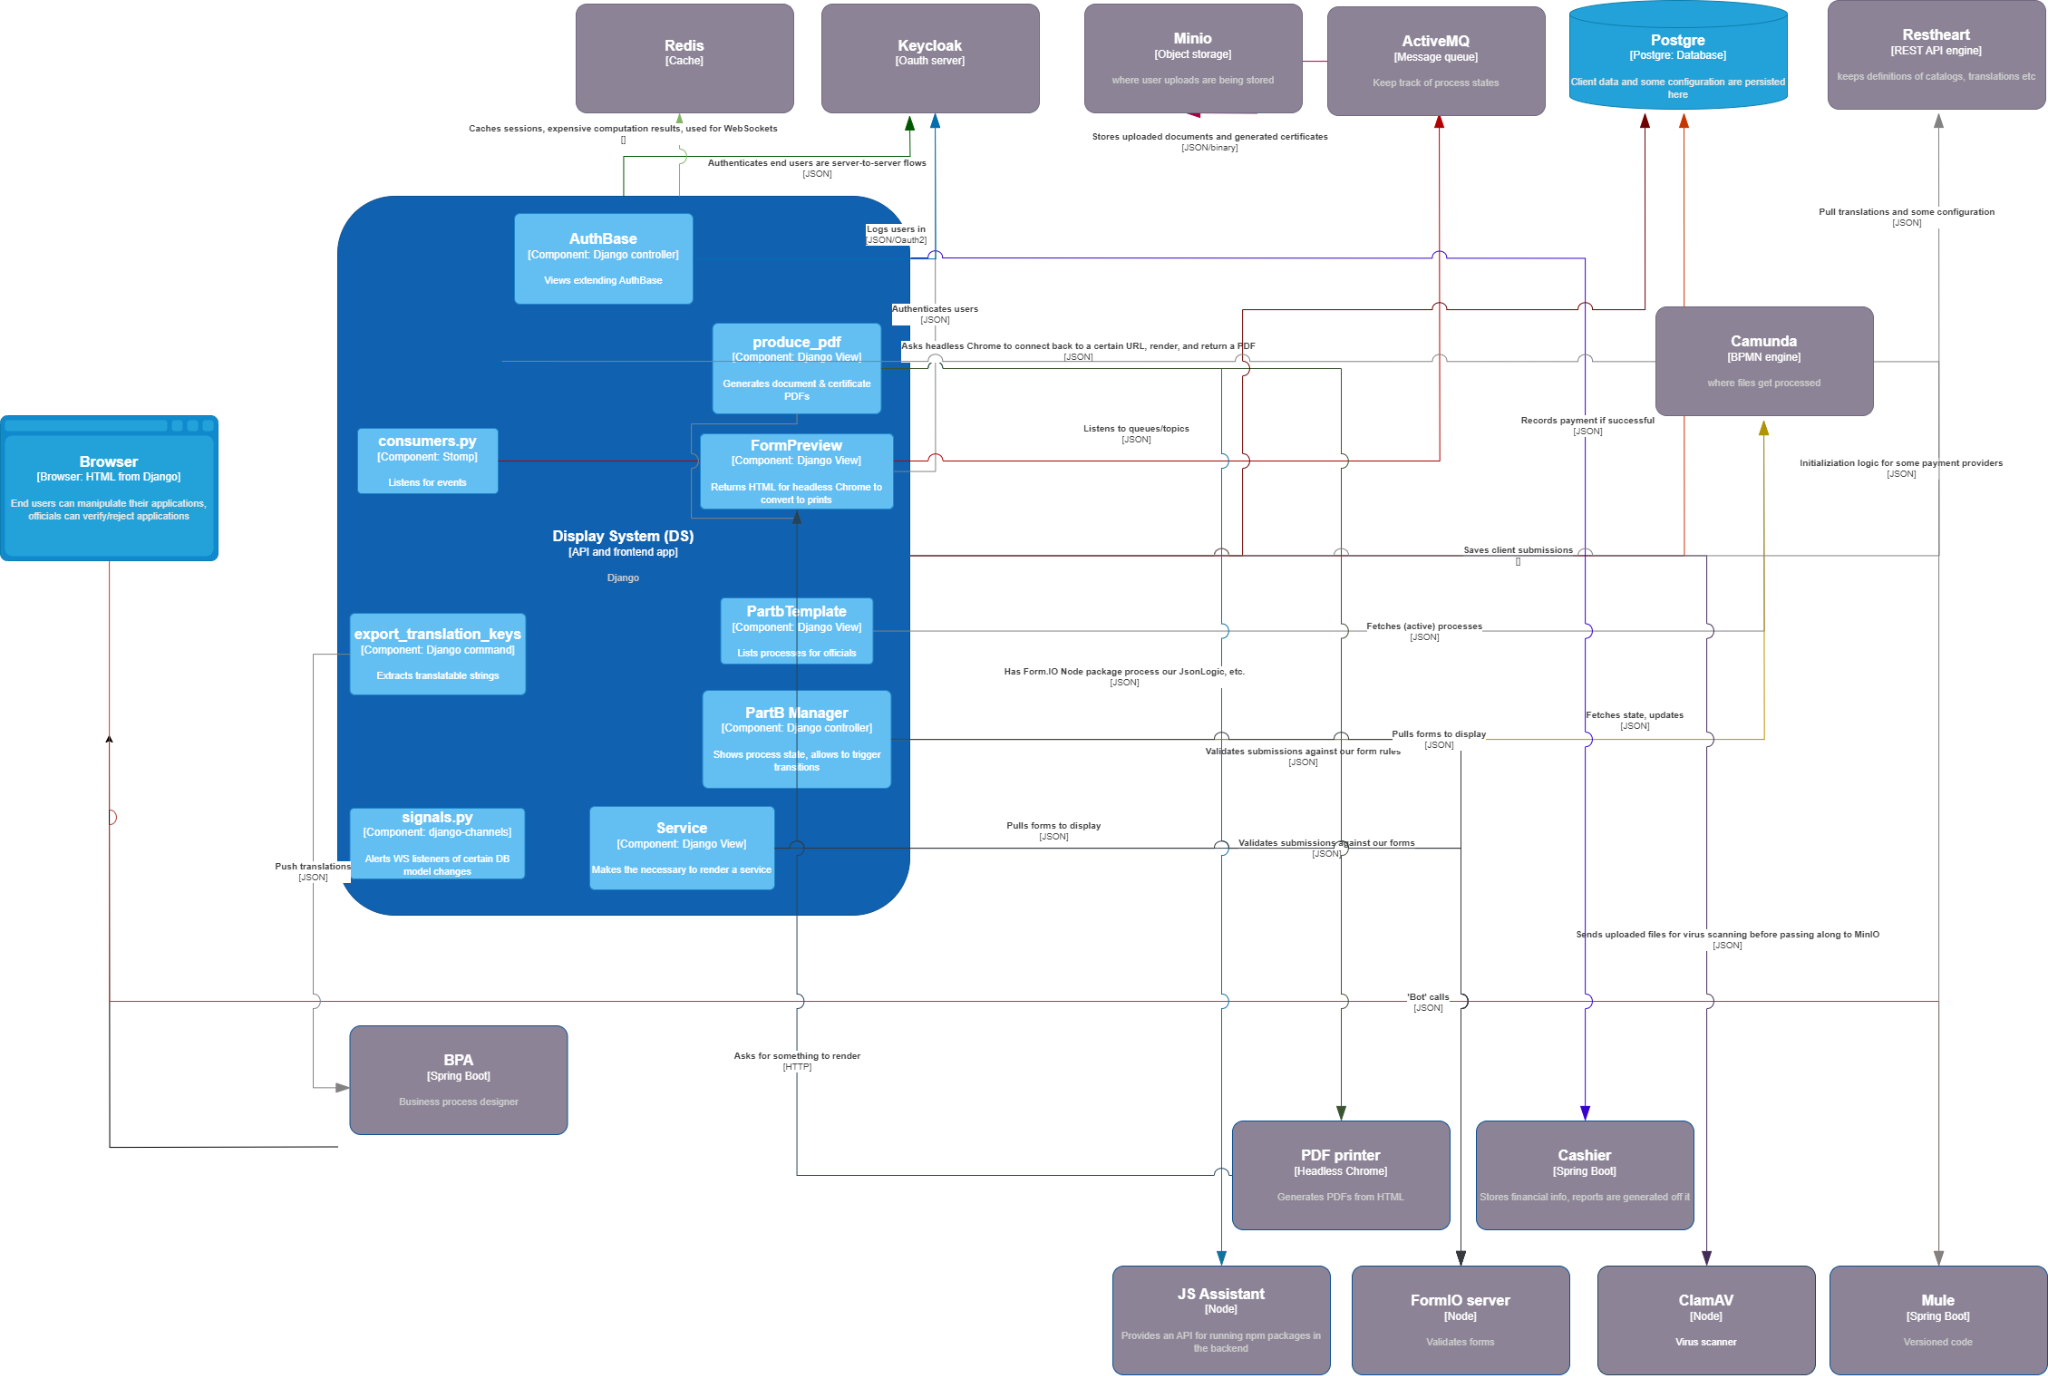 Redis
[Cache]
Keycloak
[Oauth server]
Minio
[Object storage]
where user uploads are being stored
ActiveMQ
[Message queue]
Keep track of process states
Postgre
[Postgre: Database]
Client data and some configuration are persisted
here
Restheart
[REST API engine]
keeps definitions of catalogs, translations etc
Caches sessions, expensive computation results, used for WebSockets
[]
Authenticates end users are server-to-server flows
[JSON]
Stores uploaded documents and generated certificates
[JSON/binary]
Pull translations and some configuration
[JSON]
AuthBase
[Component: Django controller]
Views extending AuthBase
Logs users in
[JSON/Oauth2]
Authenticates users
[JSON]
produce_pdf
[Component: Django View]
Generates document & certificate
PDFs
Asks headless Chrome to connect back to a certain URL, render, and return a PDF
[JSON]
Camunda
[BPMN engine]
where files get processed
Browser
[Browser: HTML from Django]
End users can manipulate their applications,
officials can verify/reject applications
consumers.py
[Component: Stomp]
Listens for events
FormPreview
[Component: Django View]
Returns HTML for headless Chrome to
convert to prints
Listens to queues/topics
[JSON]
Records payment if successful
[JSON]
Initializiation logic for some payment providers
[JSON]
Display System (DS)
[API and frontend app]
Django
Saves client submissions
[]
export_translation_keys
[Component: Django command]
Extracts translatable strings
PartbTemplate
[Component: Django View]
Lists processes for officials
Fetches (active) processes
[JSON]
Has Form.IO Node package process our JsonLogic, etc.
[JSON]
PartB Manager
[Component: Django controller]
Shows process state, allows to trigger
transitions
Fetches state, updates
[JSON]
Pulls forms to display
[JSON]
Validates submissions against our form rules
[JSON]
signals.py
[Component: django-channels]
Alerts WS listeners of certain DB
model changes
Service
[Component: Django View]
Makes the necessary to render a service
Pulls forms to display
[JSON]
Validates submissions against our forms
[JSON]
Push translations
[JSON]
Sends uploaded files for virus scanning before passing along to MinIO
[JSON]
'Bot' calls
[JSON]
BPA
[Spring Boot]
Business process designer
Asks for something to render
[HTTP]
PDF printer
[Headless Chrome]
Generates PDFs from HTML
Cashier
[Spring Boot]
Stores financial info, reports are generated off it
JS Assistant
[Node]
Provides an API for running npm packages in
the backend
FormIO server
[Node]
Validates forms
ClamAV
[Node]
Virus scanner
Mule
[Spring Boot]
Versioned code